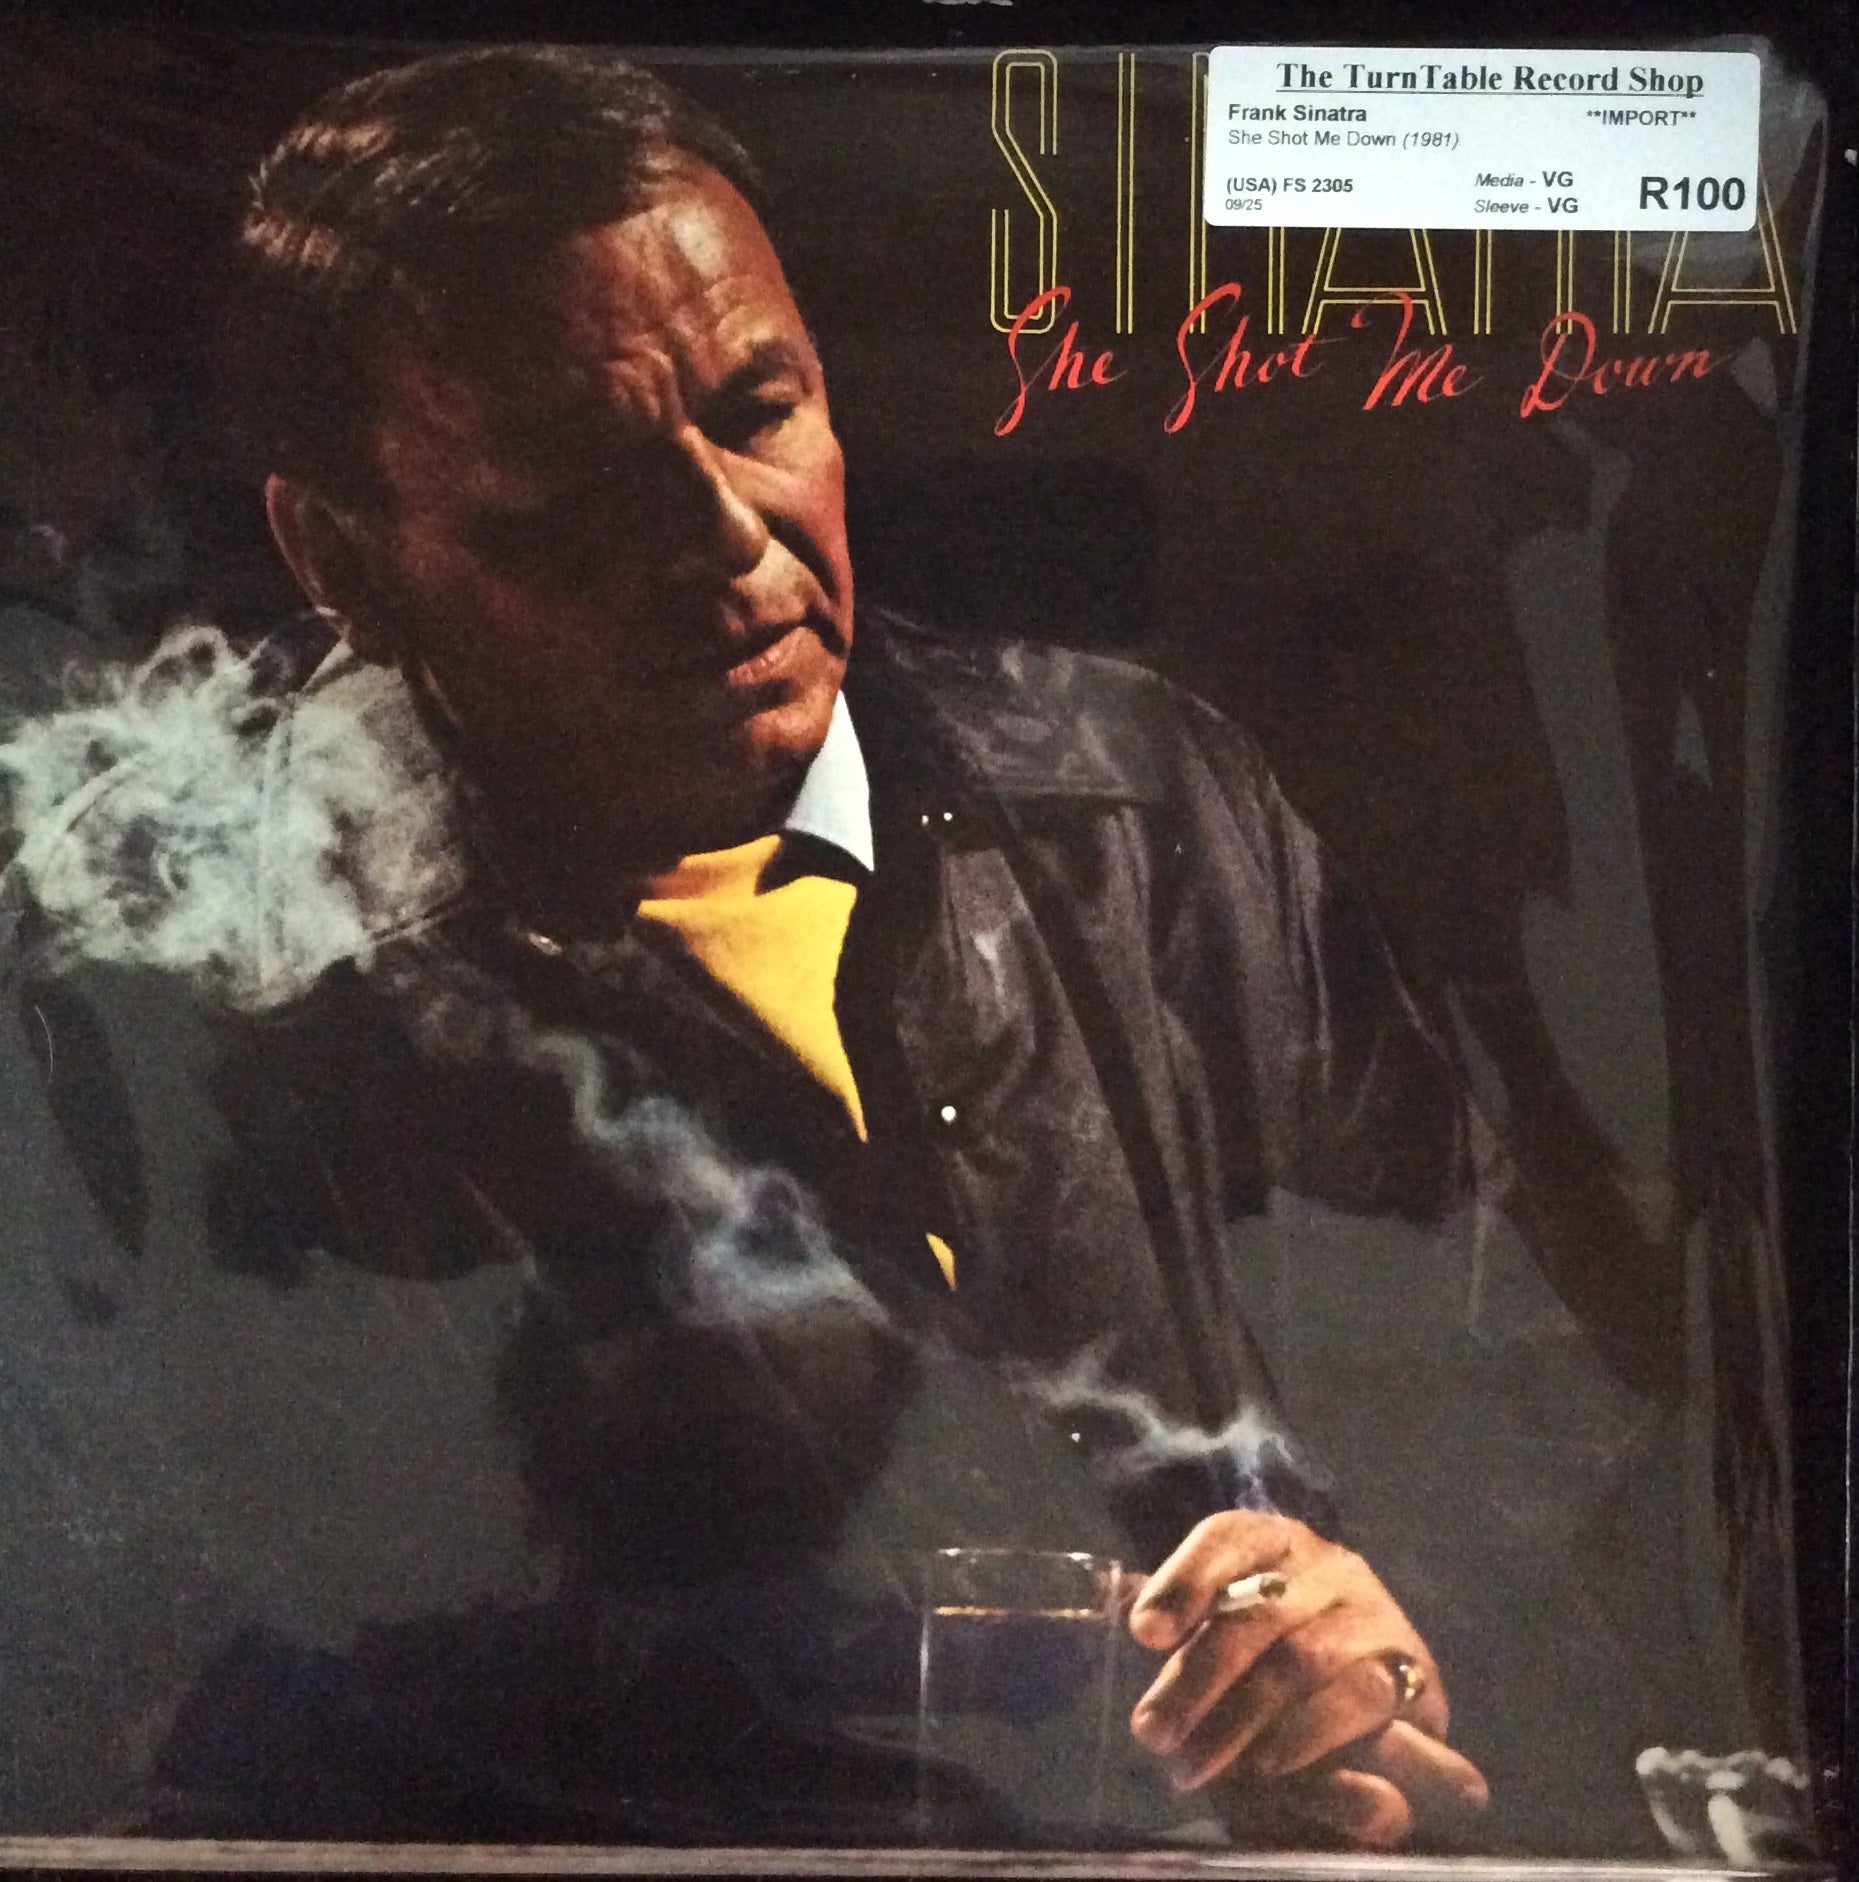 The TurnTable Record Shop
Frank Sinatra **IMPORT**
She Shot Me Down (1981)
(USA) FS 2305 Media - VG
09/25 Sleeve - VG R100
SINATRA
She Shot Me Down